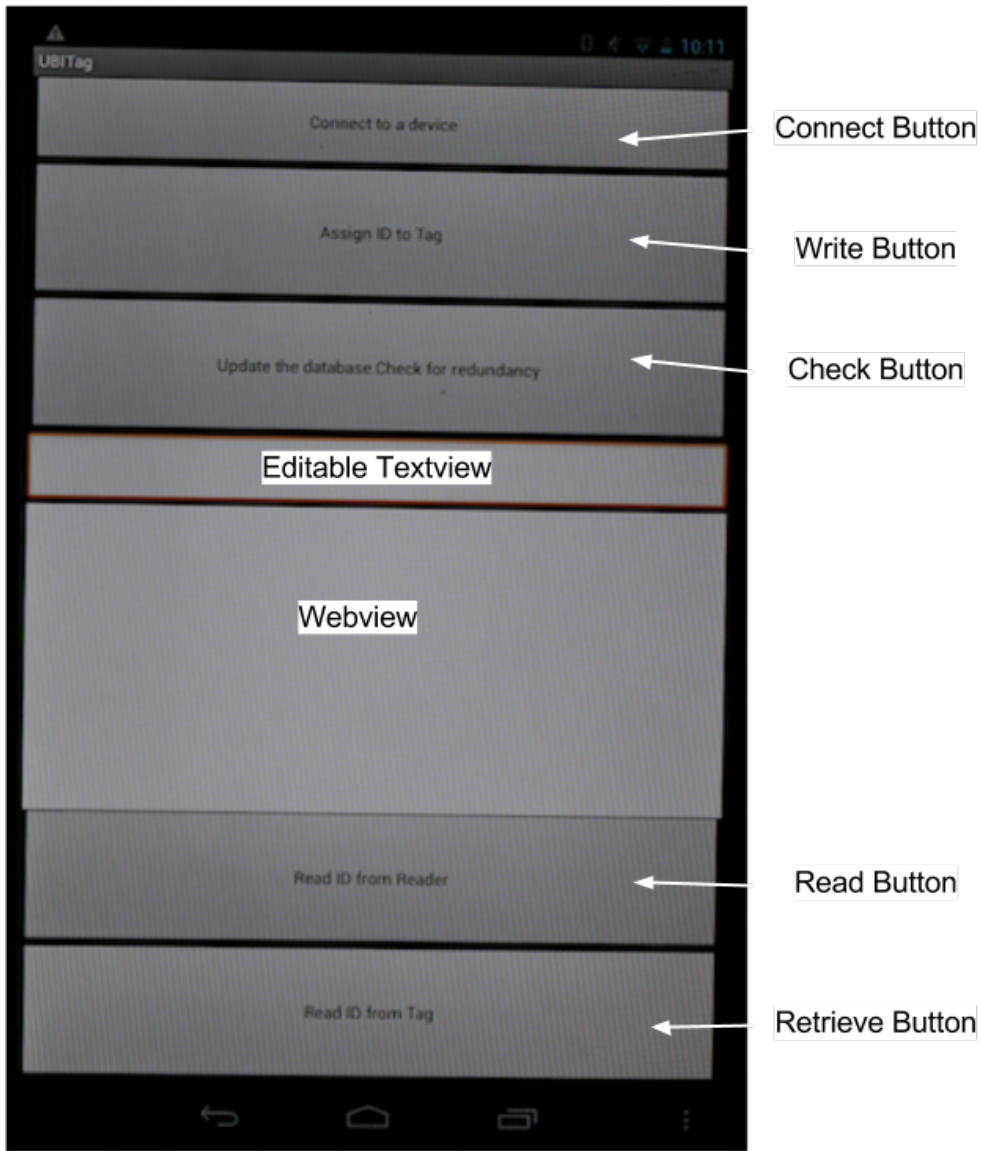 10:11
UBITag
Connect to a device
Connect Button
Assign ID to Tag
Write Button
Update the database.Check for redundancy
Check Button
Editable Textview
Webview
Read ID from Reader
Read Button
Read ID from Tag
Retrieve Button